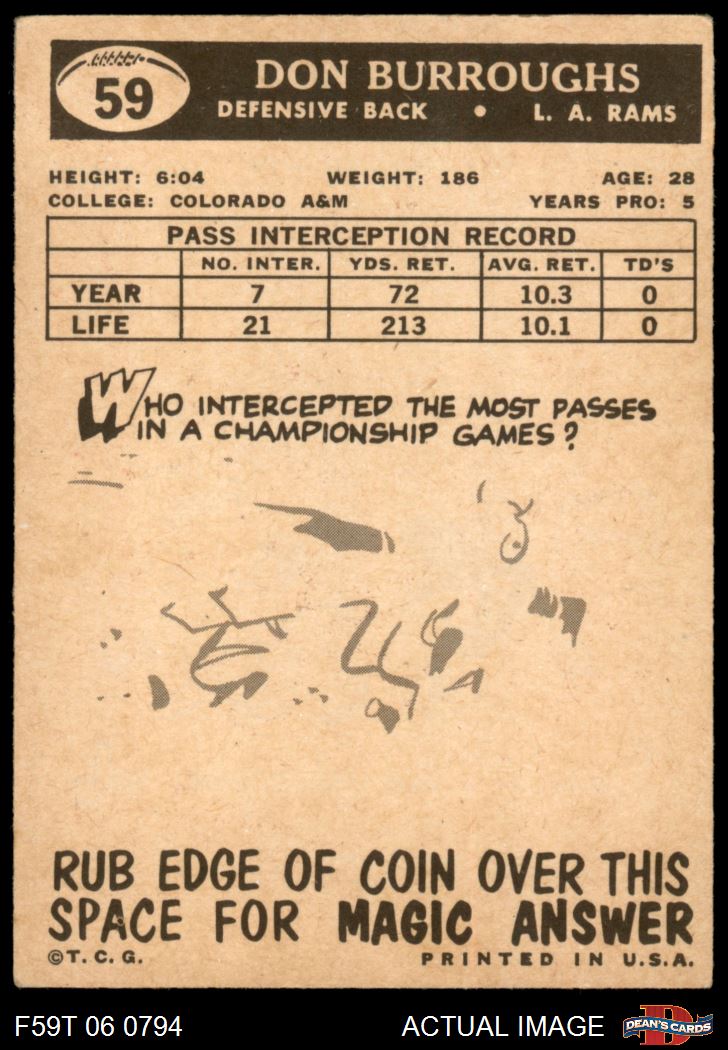 59
DON BURROUGHS
DEFENSIVE BACK • L. A. RAMS
HEIGHT: 6:04 WEIGHT: 186 AGE: 28
COLLEGE: COLORADO A&M YEARS PRO: 5
PASS INTERCEPTION RECORD
NO. INTER. YDS. RET. AVG. RET. TD'S
YEAR 7 72 10.3 0
LIFE 21 213 10.1 0
WHO INTERCEPTED THE MOST PASSES
IN A CHAMPIONSHIP GAMES?
RUB EDGE OF COIN OVER THIS
SPACE FOR MAGIC ANSWER
©T. C. G. PRINTED IN U.S.A.
F59T 06 0794 ACTUAL IMAGE D DEAN'S CARDS